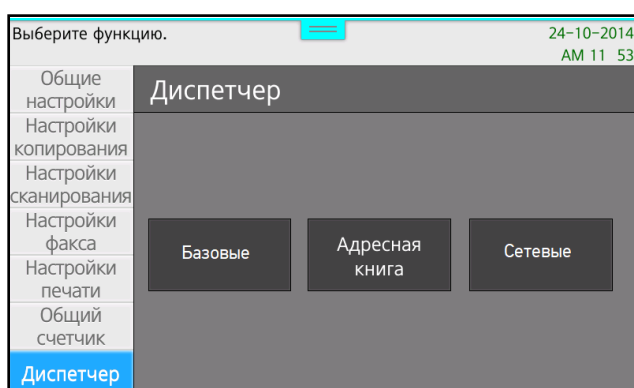 Выберите функцию.
24-10-2014
AM 11 53
Общие
настройки
Настройки
копирования
Настройки
сканирования
Настройки
факса
Настройки
печати
Общий
счетчик
Диспетчер
Диспетчер
Базовые
Адресная
книга
Сетевые